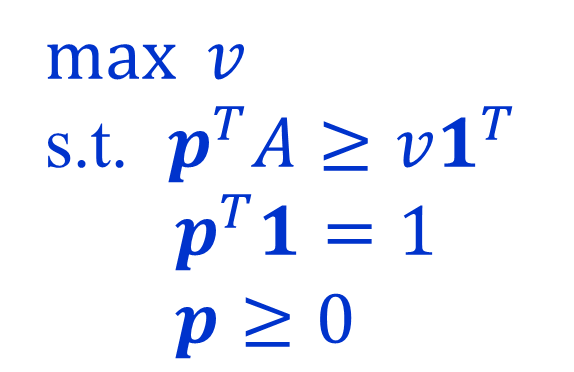 max v
s.t. pᵀA ≥ v1ᵀ
pᵀ1 = 1
p ≥ 0